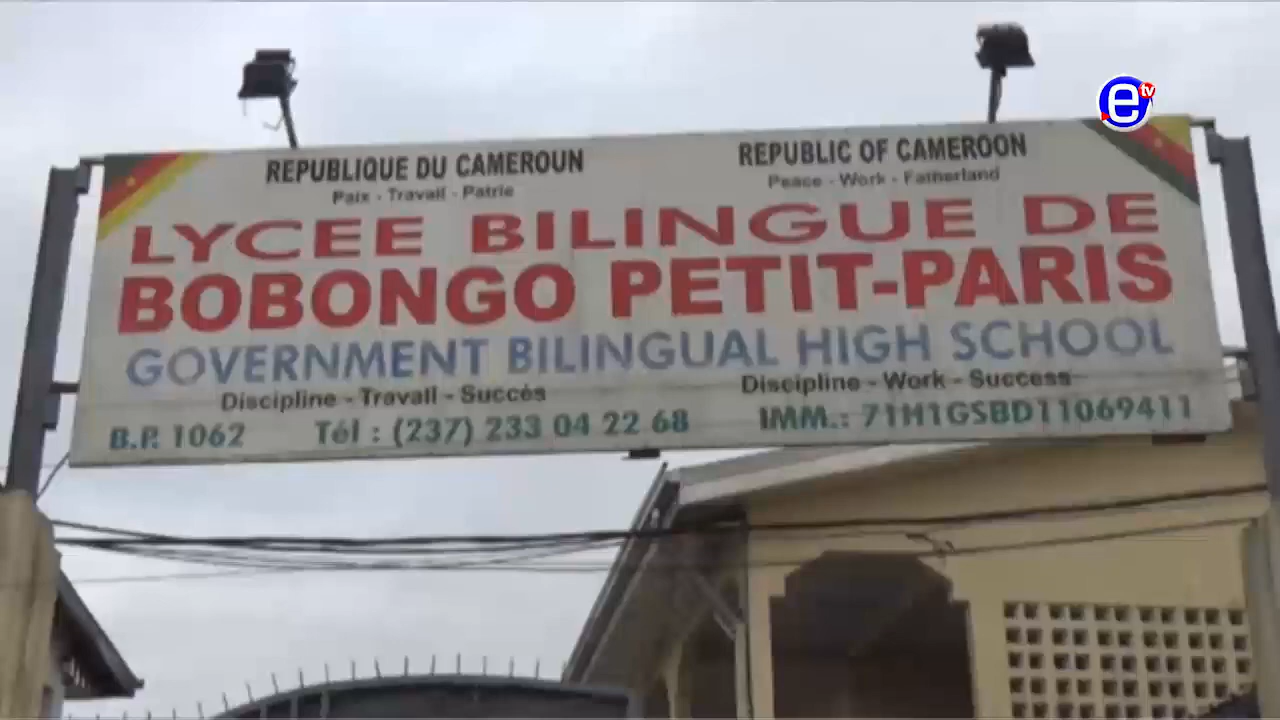 REPUBLIQUE DU CAMEROUN
Paix - Travail - Patrie
REPUBLIC OF CAMEROON
Peace - Work - Fatherland
LYCEE BILINGUE DE
BOBONGO PETIT-PARIS
GOVERNMENT BILINGUAL HIGH SCHOOL
Discipline - Travail - Succès
Discipline - Work - Success
B.P. 1062 Tél : (237) 233 04 22 68 IMM.: 71H1GSBD11069411
e tv